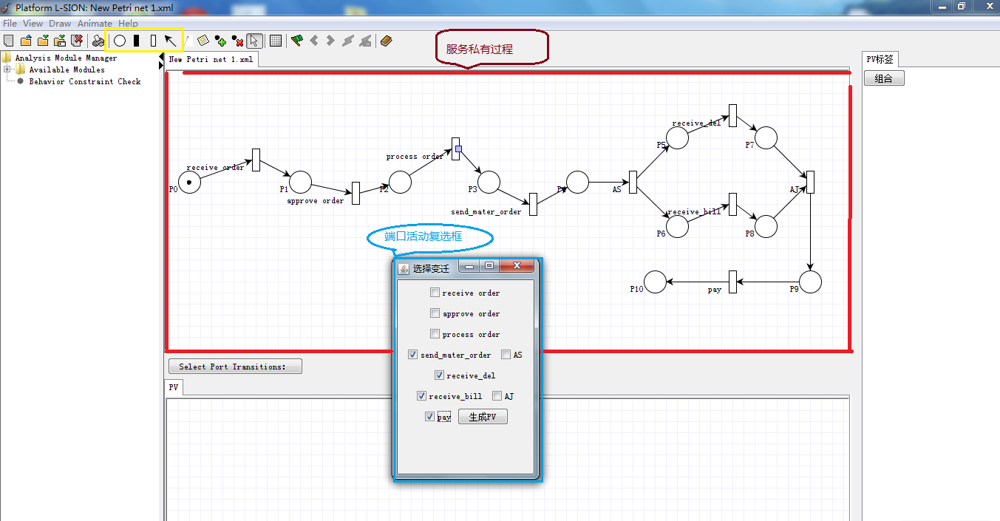 Platform L-SION: New Petri net 1.xml
File View Draw Animate Help
Analysis Module Manager
Available Modules
Behavior Constraint Check
New Petri net 1.xml
服务私有过程
PV标签
组合
receive_del
P5
P7
process order
receive order
P0
P1
P2
P3
AS
AJ
approve order
send_mater_order
receive_bill
P6
P8
端口活动复选框
P10
pay
P9
选择变迁
receive order
approve order
process order
send_mater_order AS
receive_del
receive_bill AJ
pay 生成PV
Select Port Transitions:
PV